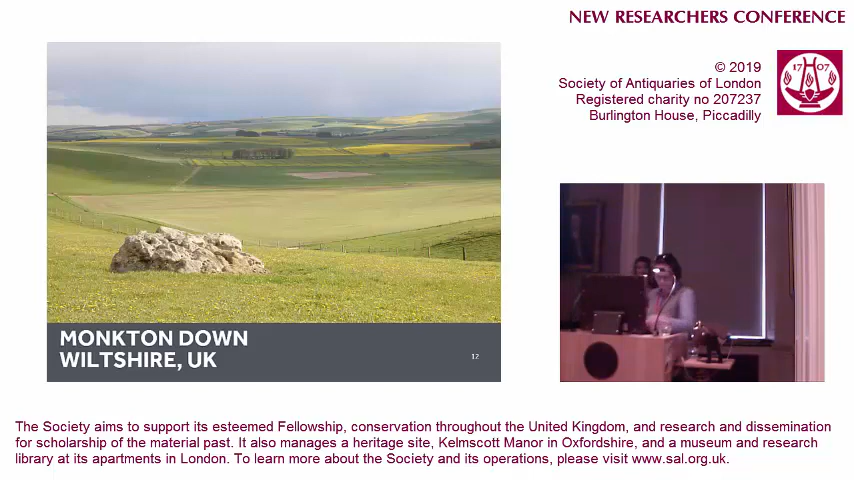 NEW RESEARCHERS CONFERENCE
© 2019
Society of Antiquaries of London
Registered charity no 207237
Burlington House, Piccadilly
1707
MONKTON DOWN
WILTSHIRE, UK
12
The Society aims to support its esteemed Fellowship, conservation throughout the United Kingdom, and research and dissemination
for scholarship of the material past. It also manages a heritage site, Kelmscott Manor in Oxfordshire, and a museum and research
library at its apartments in London. To learn more about the Society and its operations, please visit www.sal.org.uk.